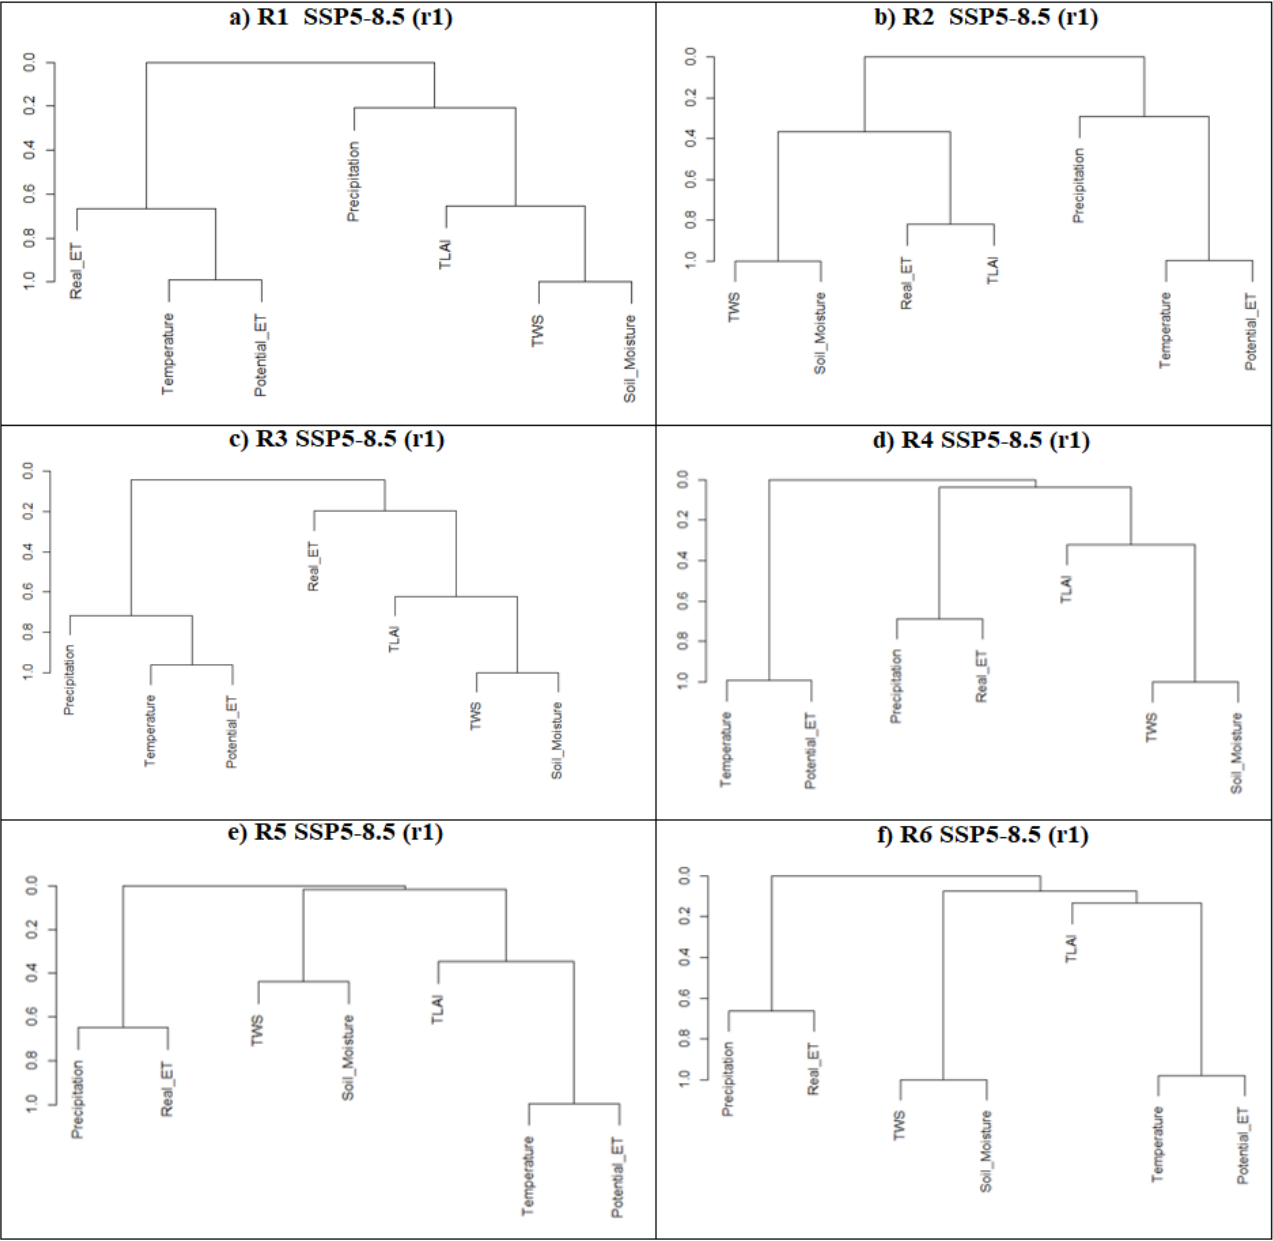 a) R1 SSP5-8.5 (r1)
0.0
0.2
0.4
0.6
0.8
1.0
Real_ET
Temperature
Potential_ET
Precipitation
TLAI
TWS
Soil_Moisture
b) R2 SSP5-8.5 (r1)
0.0
0.2
0.4
0.6
0.8
1.0
TWS
Soil_Moisture
Real_ET
TLAI
Precipitation
Temperature
Potential_ET
c) R3 SSP5-8.5 (r1)
0.0
0.2
0.4
0.6
0.8
1.0
Precipitation
Temperature
Potential_ET
Real_ET
TLAI
TWS
Soil_Moisture
d) R4 SSP5-8.5 (r1)
0.0
0.2
0.4
0.6
0.8
1.0
Temperature
Potential_ET
Precipitation
Real_ET
TLAI
TWS
Soil_Moisture
e) R5 SSP5-8.5 (r1)
0.0
0.2
0.4
0.6
0.8
1.0
Precipitation
Real_ET
TWS
Soil_Moisture
TLAI
Temperature
Potential_ET
f) R6 SSP5-8.5 (r1)
0.0
0.2
0.4
0.6
0.8
1.0
Precipitation
Real_ET
TWS
Soil_Moisture
TLAI
Temperature
Potential_ET